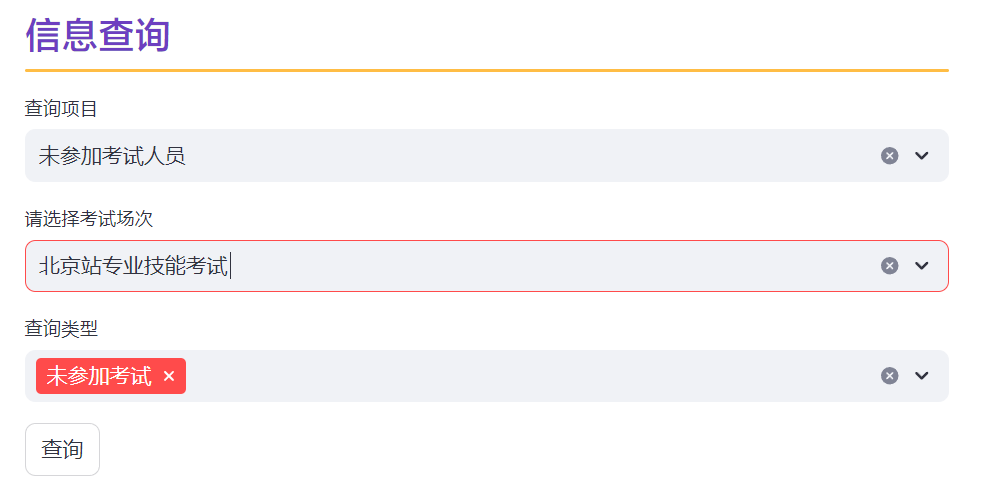 信息查询
查询项目
未参加考试人员
请选择考试场次
北京站专业技能考试
查询类型
未参加考试
查询